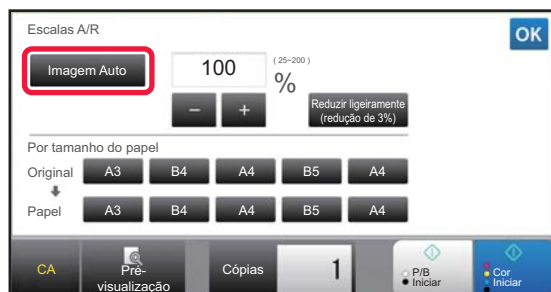 Escalas A/R
OK
Imagem Auto
100
(25~200)
%
-
+
Reduzir ligeiramente
(redução de 3%)
Por tamanho do papel
Original
A3
B4
A4
B5
A4
Papel
A3
B4
A4
B5
A4
CA
Pré-
visualização
Cópias
1
P/B
Iniciar
Cor
Iniciar